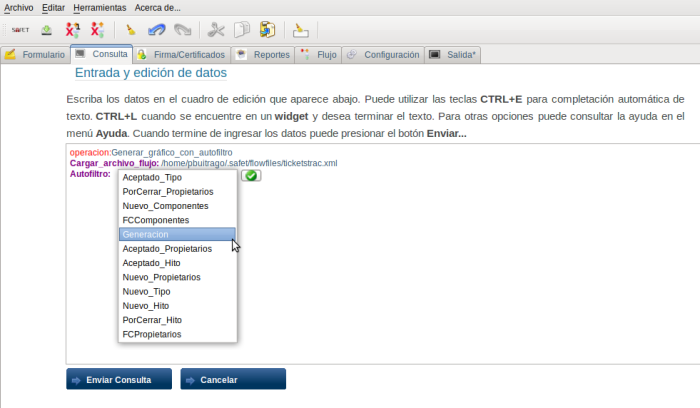 Archivo Editar Herramientas Acerca de...
SAFET
Formulario Consulta Firma/Certificados Reportes Flujo Configuración Salida*
Entrada y edición de datos
Escriba los datos en el cuadro de edición que aparece abajo. Puede utilizar las teclas CTRL+E para completación automática de
texto. CTRL+L cuando se encuentre en un widget y desea terminar el texto. Para otras opciones puede consultar la ayuda en el
menú Ayuda. Cuando termine de ingresar los datos puede presionar el botón Enviar...
operacion:Generar_gráfico_con_autofiltro
Cargar_archivo_flujo: /home/pbuitrago/.safet/flowfiles/ticketstrac.xml
Autofiltro:
Aceptado_Tipo
PorCerrar_Propietarios
Nuevo_Componentes
FCComponentes
Generacion
Aceptado_Propietarios
Aceptado_Hito
Nuevo_Propietarios
Nuevo_Tipo
Nuevo_Hito
PorCerrar_Hito
FCPropietarios
Enviar Consulta Cancelar